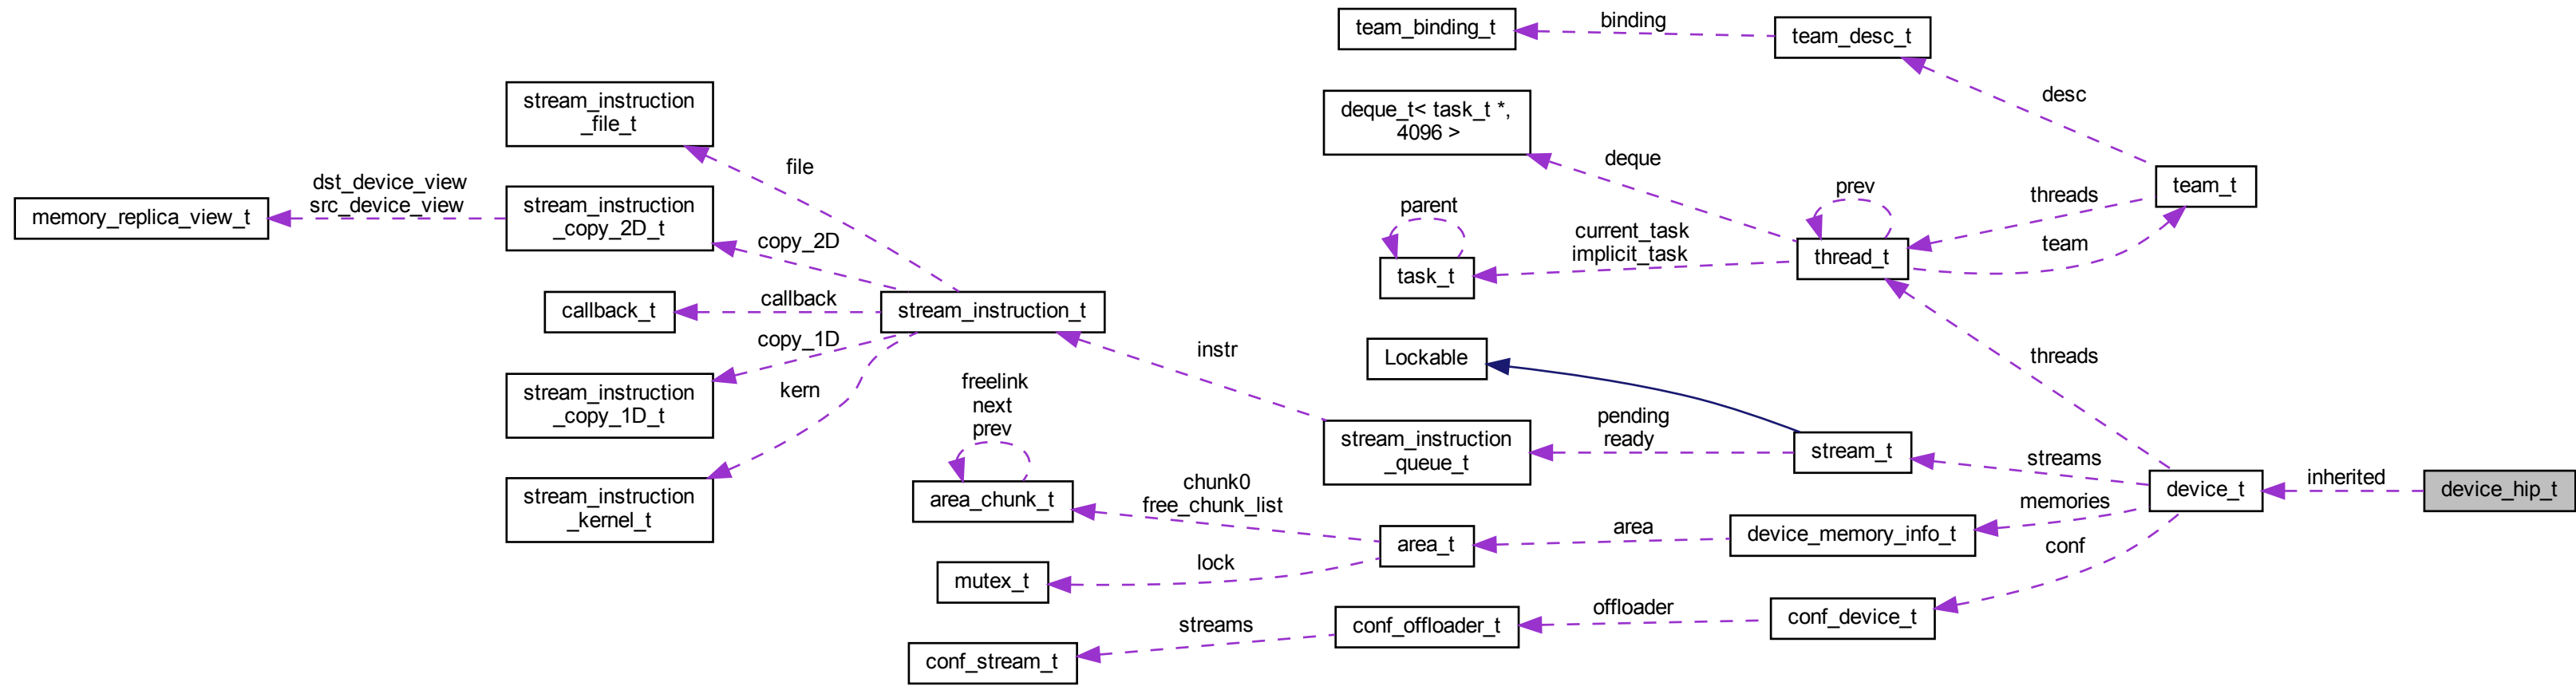 team_binding_t
binding
team_desc_t
desc
stream_instruction
_file_t
deque_t< task_t *,
4096 >
file
deque
prev
threads
team_t
dst_device_view
src_device_view
memory_replica_view_t
stream_instruction
_copy_2D_t
copy_2D
parent
current_task
implicit_task
task_t
thread_t
team
callback_t
callback
stream_instruction_t
copy_1D
instr
Lockable
threads
stream_instruction
_copy_1D_t
kern
freelink
next
prev
pending
ready
stream_instruction
_queue_t
stream_t
streams
device_t
inherited
device_hip_t
stream_instruction
_kernel_t
area_chunk_t
chunk0
free_chunk_list
area_t
area
device_memory_info_t
memories
conf
mutex_t
lock
conf_stream_t
streams
conf_offloader_t
offloader
conf_device_t